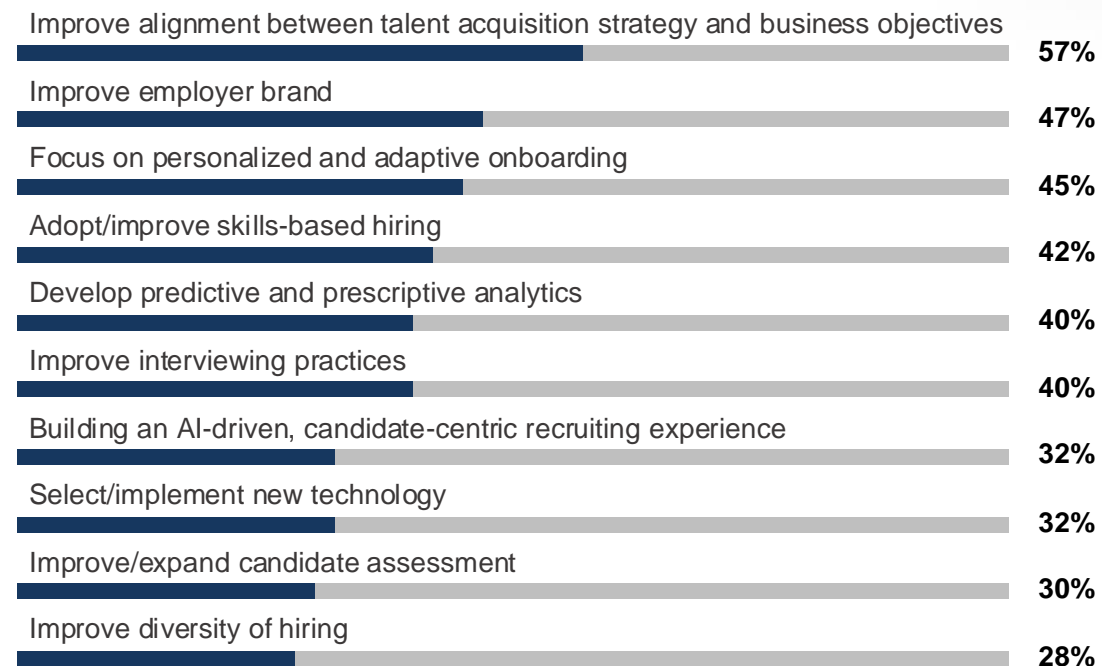 Improve alignment between talent acquisition strategy and business objectives
57%
Improve employer brand
47%
Focus on personalized and adaptive onboarding
45%
Adopt/improve skills-based hiring
42%
Develop predictive and prescriptive analytics
40%
Improve interviewing practices
40%
Building an AI-driven, candidate-centric recruiting experience
32%
Select/implement new technology
32%
Improve/expand candidate assessment
30%
Improve diversity of hiring
28%